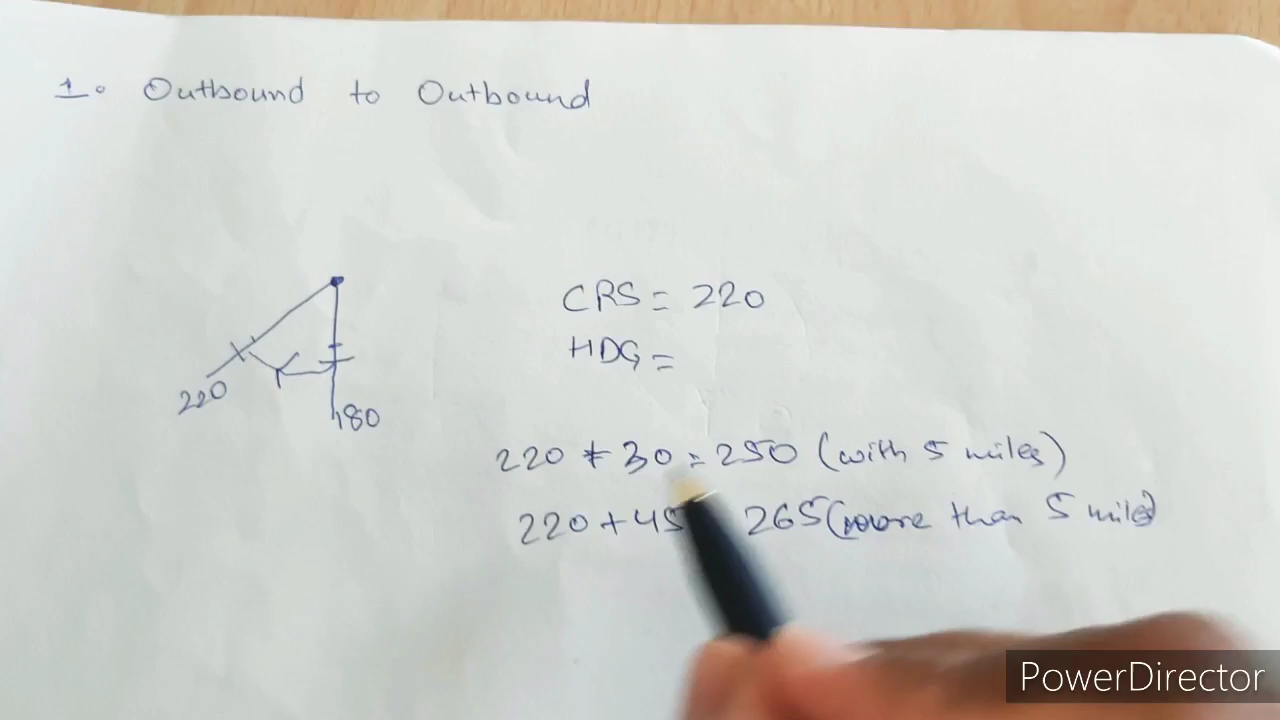 1. Outbound to Outbound
CRS = 220
HDG =
220
180
220 + 30 = 250 (with 5 miles)
220 + 45 265 (more than 5 miles
PowerDirector